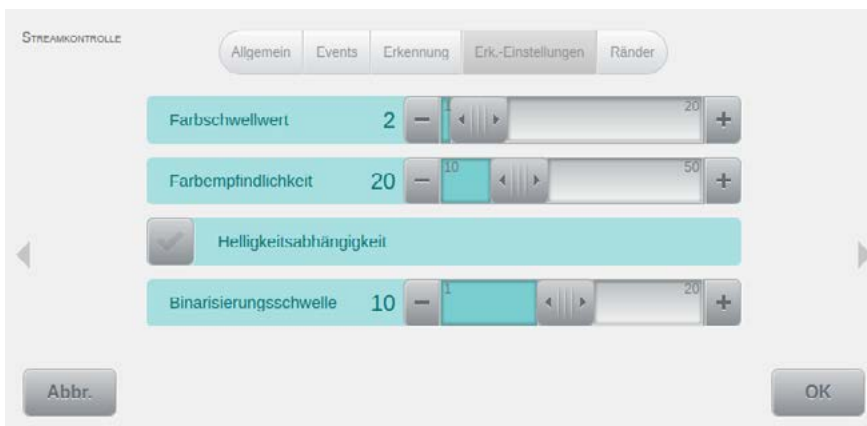 STREAMKONTROLLE
Allgemein Events Erkennung Erk.-Einstellungen Ränder
Farbschwellwert 2 − 1 20 +
Farbempfindlichkeit 20 − 10 50 +
Helligkeitsabhängigkeit
Binarisierungsschwelle 10 − 1 20 +
Abbr. OK